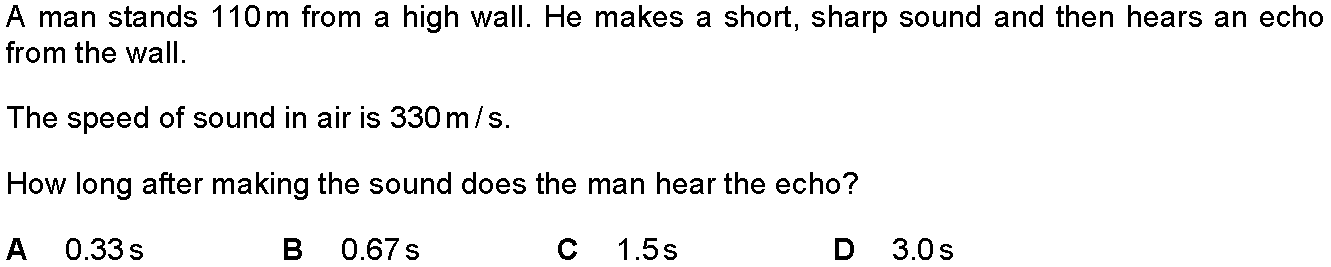 A man stands 110 m from a high wall. He makes a short, sharp sound and then hears an echo
from the wall.
The speed of sound in air is 330 m / s.
How long after making the sound does the man hear the echo?
A 0.33 s B 0.67 s C 1.5 s D 3.0 s